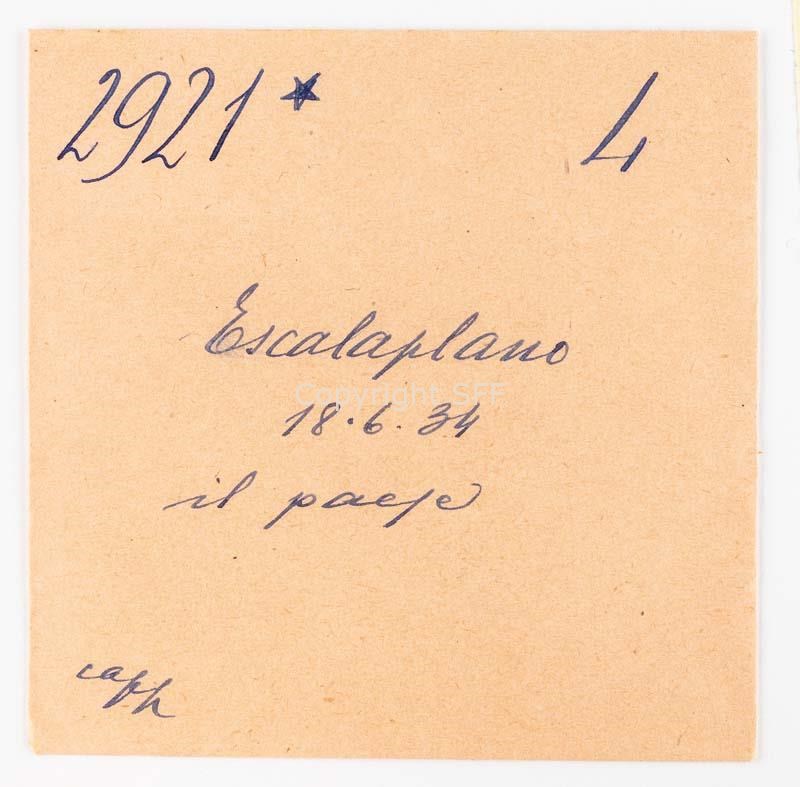 2921 * 4
Escalaplano
Copyright SFF
18.6.34
il paese